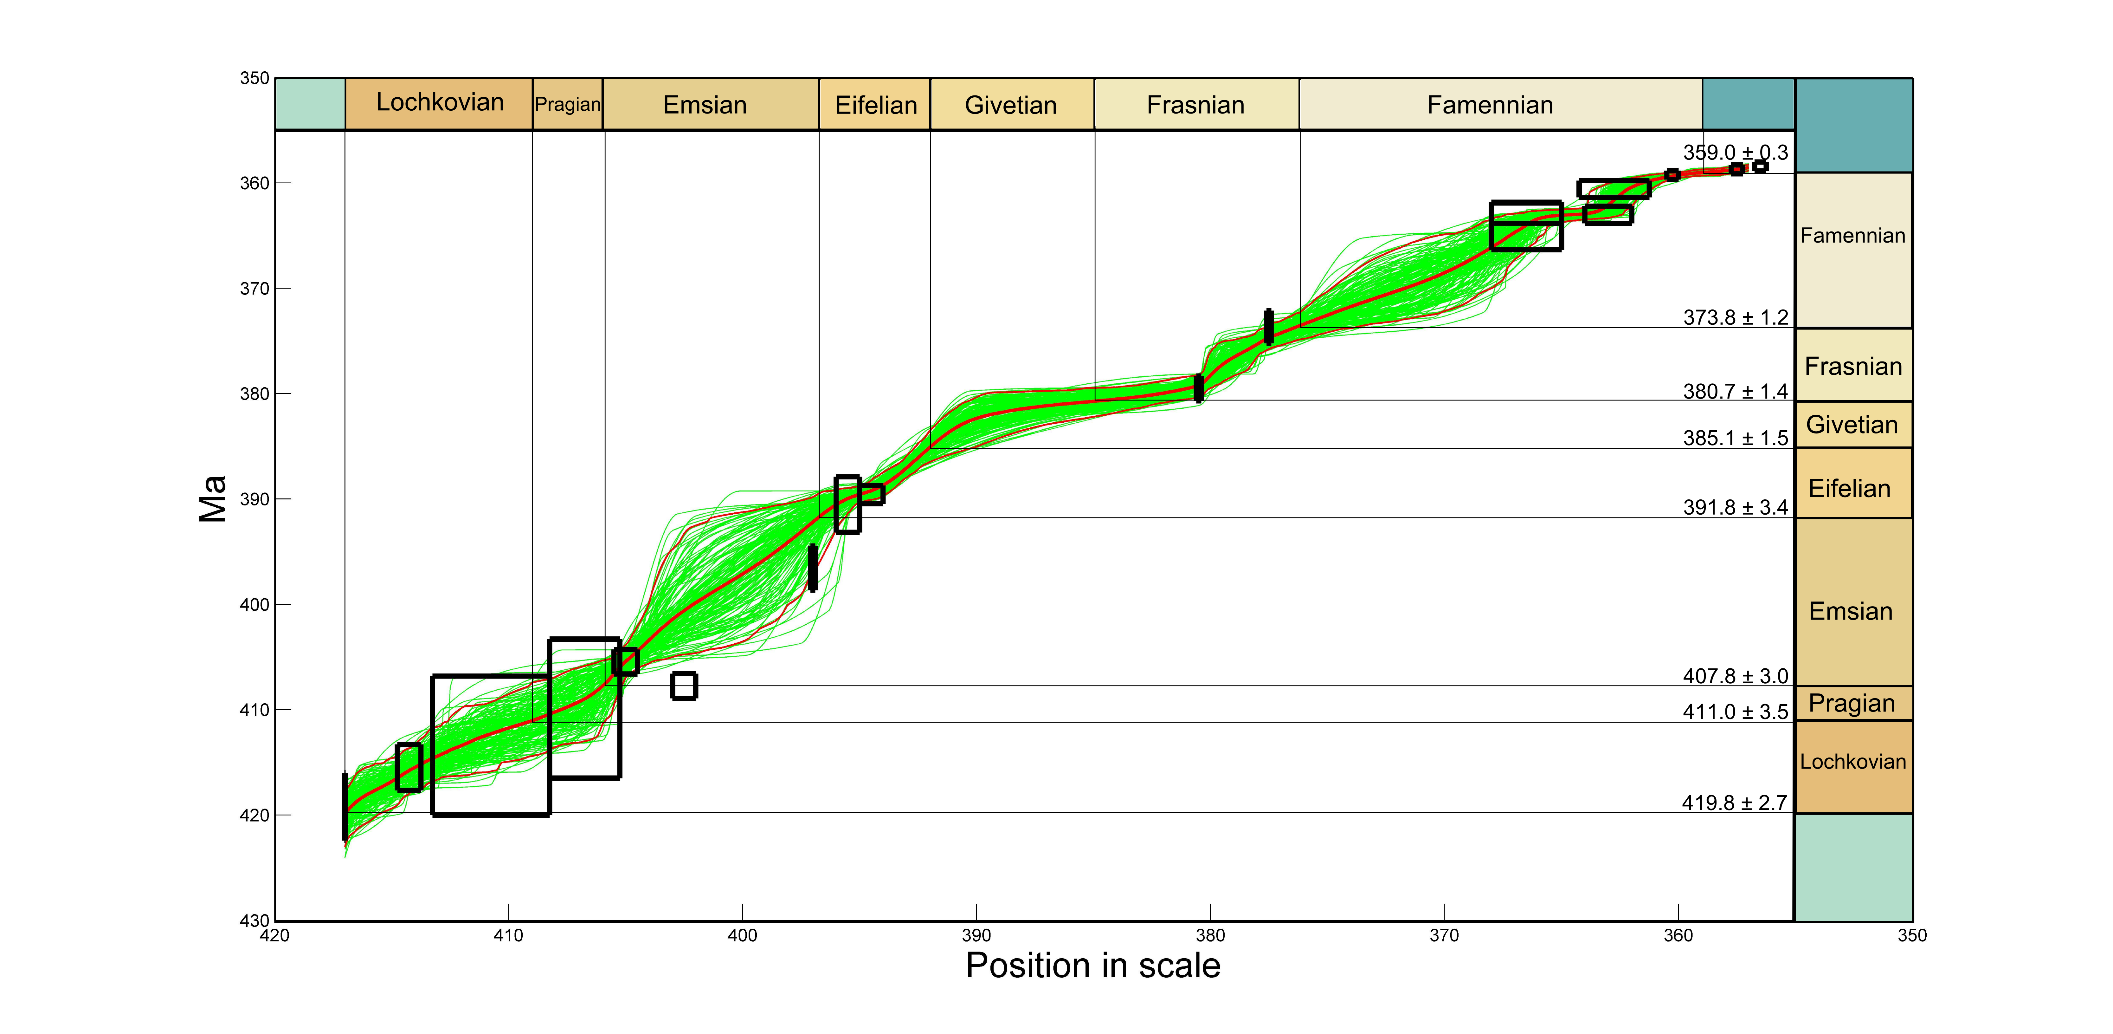 350
Lochkovian Pragian Emsian Eifelian Givetian Frasnian Famennian
359.0 ± 0.3
360
Famennian
370
373.8 ± 1.2
Frasnian
380
380.7 ± 1.4
Givetian
385.1 ± 1.5
Eifelian
Ma
390
391.8 ± 3.4
400
Emsian
407.8 ± 3.0
Pragian
410
411.0 ± 3.5
Lochkovian
419.8 ± 2.7
420
430
420 410 400 390 380 370 360 350
Position in scale